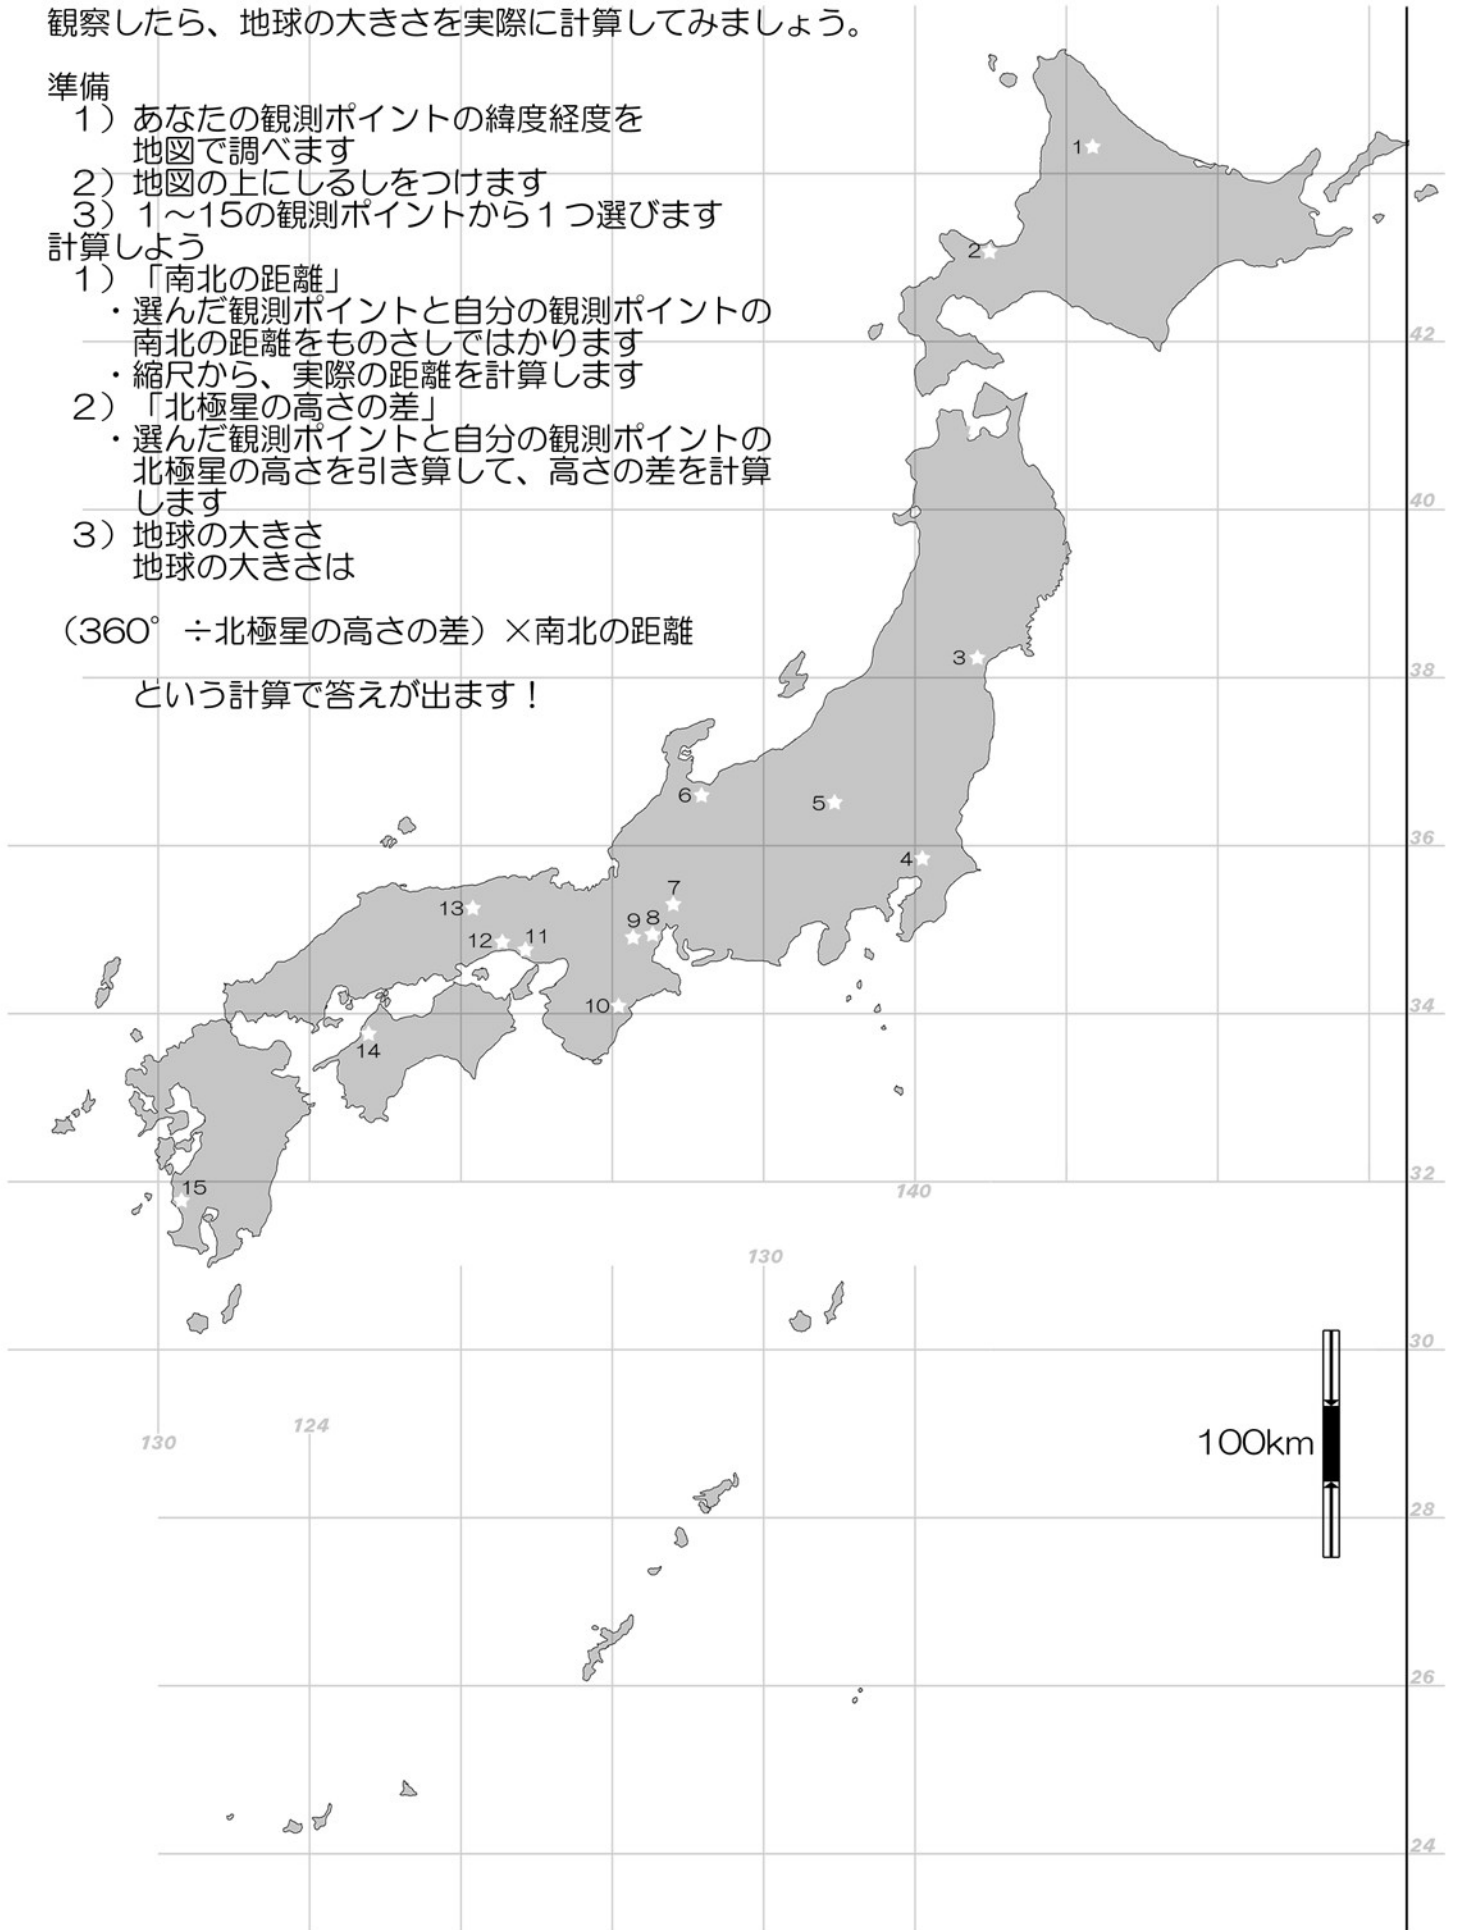 観察したら、地球の大きさを実際に計算してみましょう。
準備
1）あなたの観測ポイントの緯度経度を
地図で調べます
2）地図の上にしるしをつけます
3）1～15の観測ポイントから1つ選びます
計算しよう
1）「南北の距離」
・選んだ観測ポイントと自分の観測ポイントの
南北の距離をものさしではかります
・縮尺から、実際の距離を計算します
2）「北極星の高さの差」
・選んだ観測ポイントと自分の観測ポイントの
北極星の高さを引き算して、高さの差を計算
します
3）地球の大きさ
地球の大きさは
（360°÷北極星の高さの差）×南北の距離
という計算で答えが出ます！
1
2
42
40
3
38
6
5
36
4
7
13
9 8
12
11
10
34
14
15
32
140
130
30
124
130
100km
28
26
24